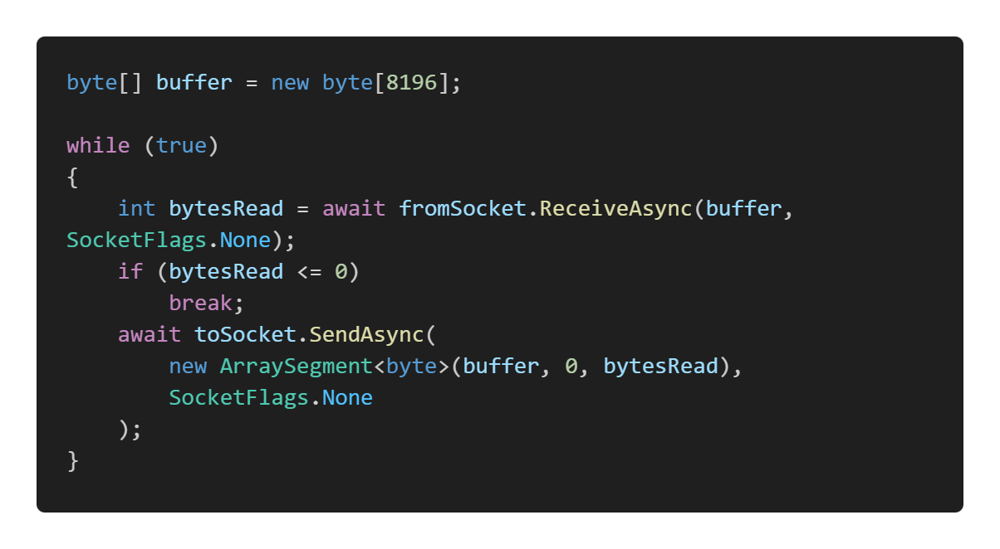 byte[] buffer = new byte[8196];

while (true)
{
    int bytesRead = await fromSocket.ReceiveAsync(buffer,
SocketFlags.None);
    if (bytesRead <= 0)
        break;
    await toSocket.SendAsync(
        new ArraySegment<byte>(buffer, 0, bytesRead),
        SocketFlags.None
    );
}